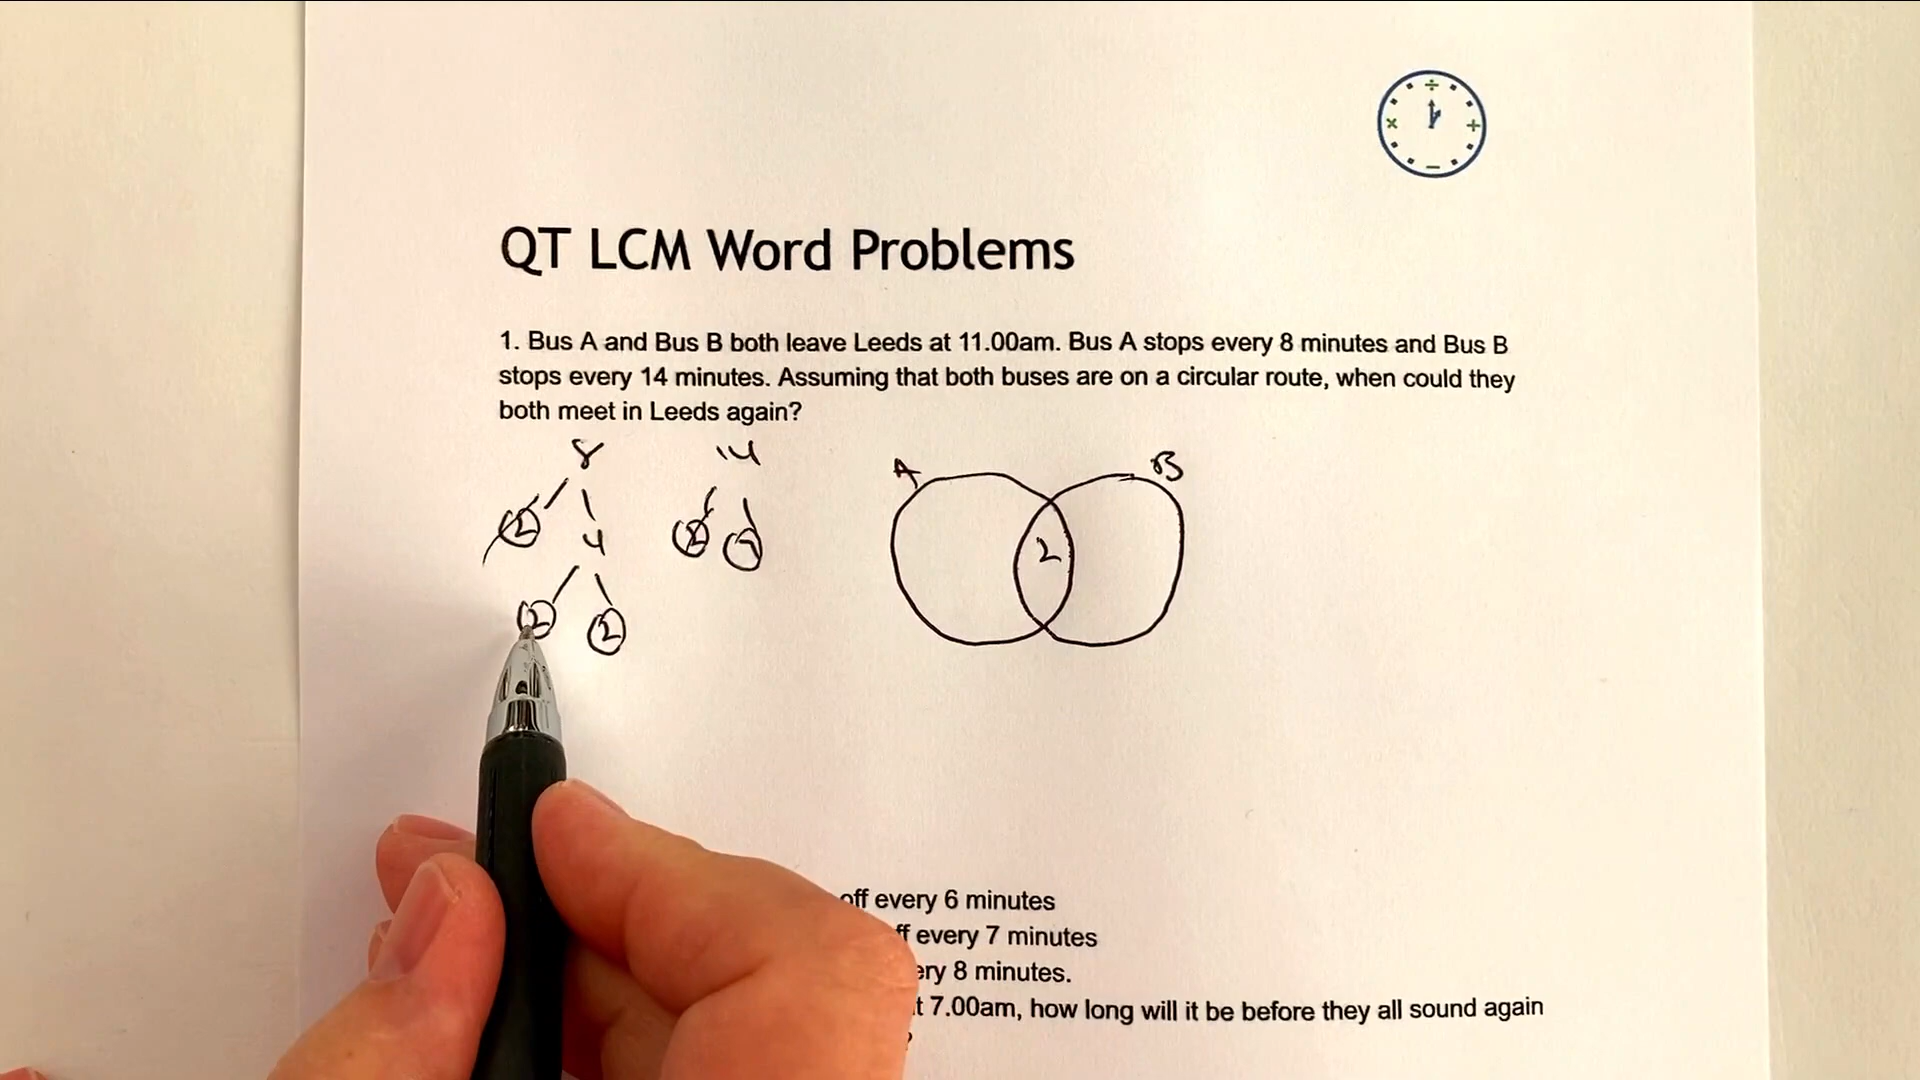 QT LCM Word Problems
1. Bus A and Bus B both leave Leeds at 11.00am. Bus A stops every 8 minutes and Bus B
stops every 14 minutes. Assuming that both buses are on a circular route, when could they
both meet in Leeds again?
8 14
A B
2 4 2 7
2
2 2
off every 6 minutes
every 7 minutes
8 minutes.
7.00am, how long will it be before they all sound again
?